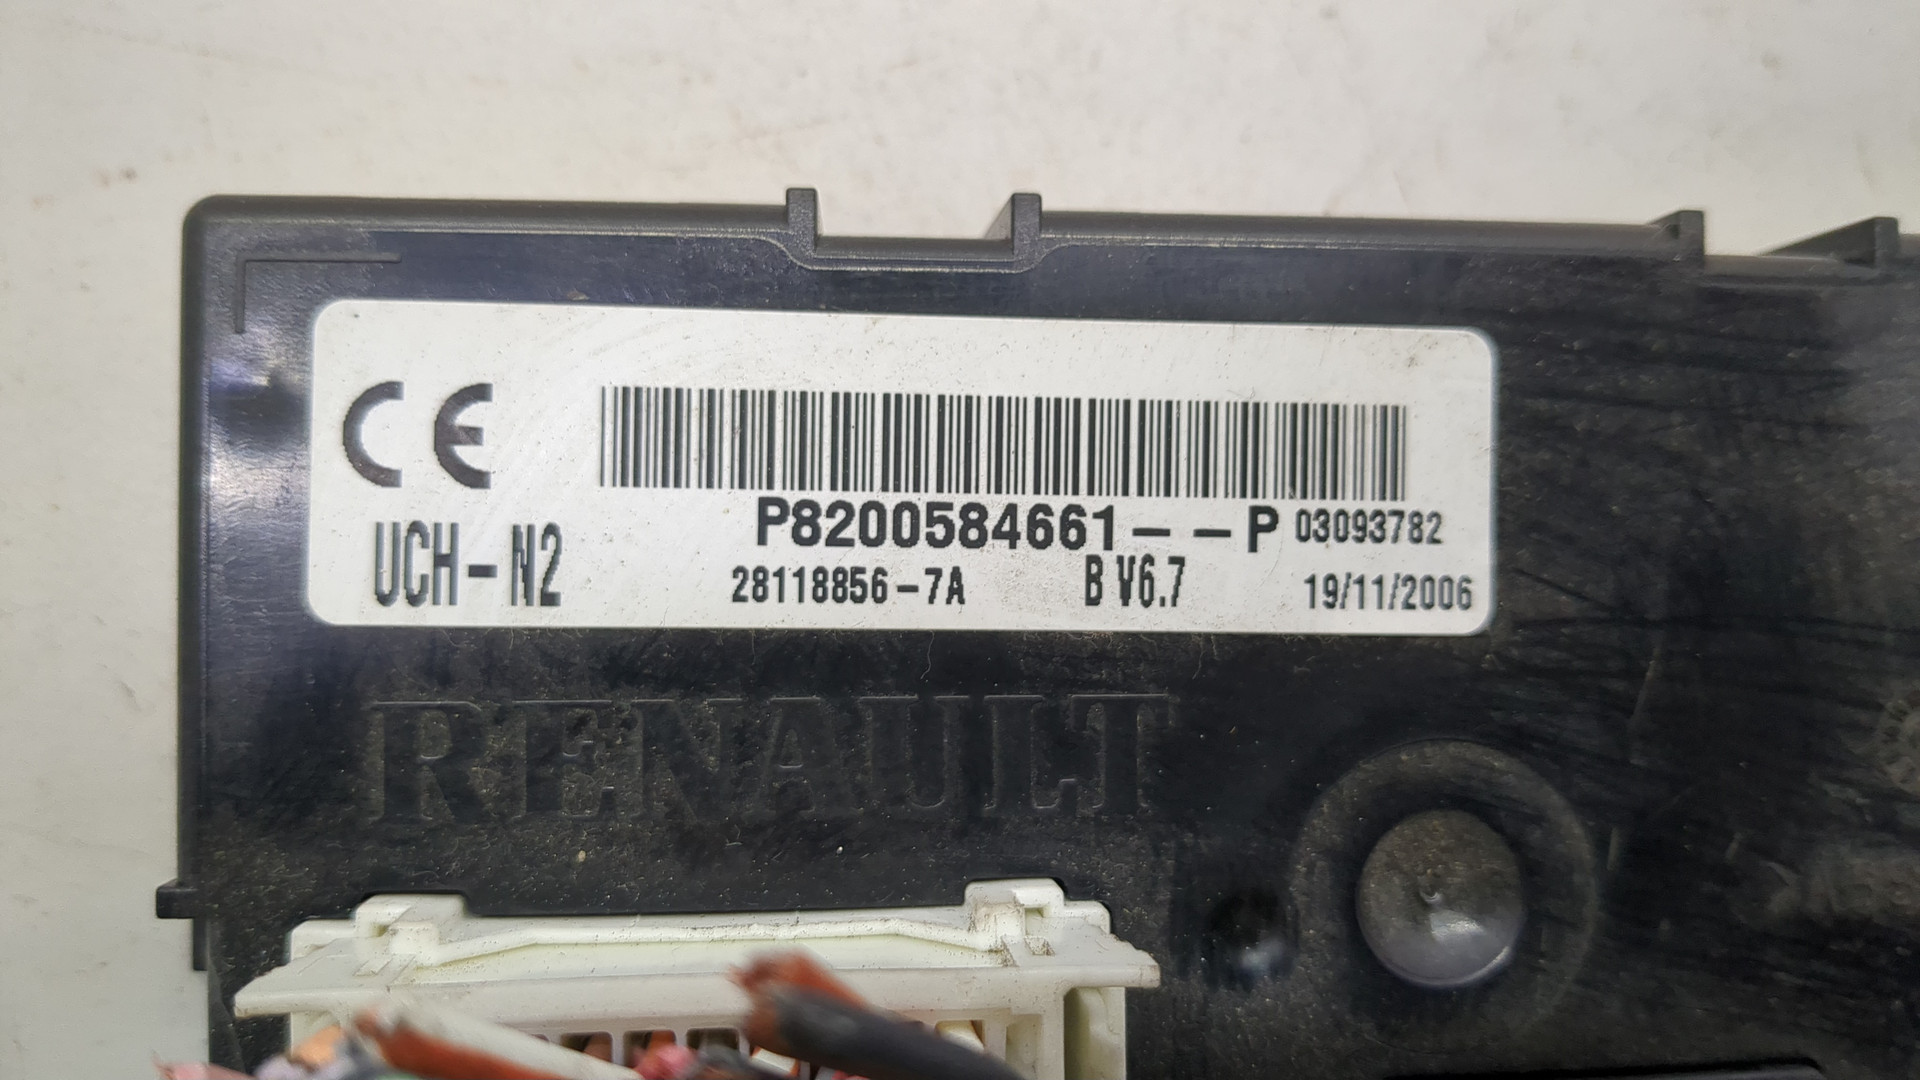 CE
P8200584661--P 03093782
UCH-N2 28118856-7A B V6.7 19/11/2006
RENAULT